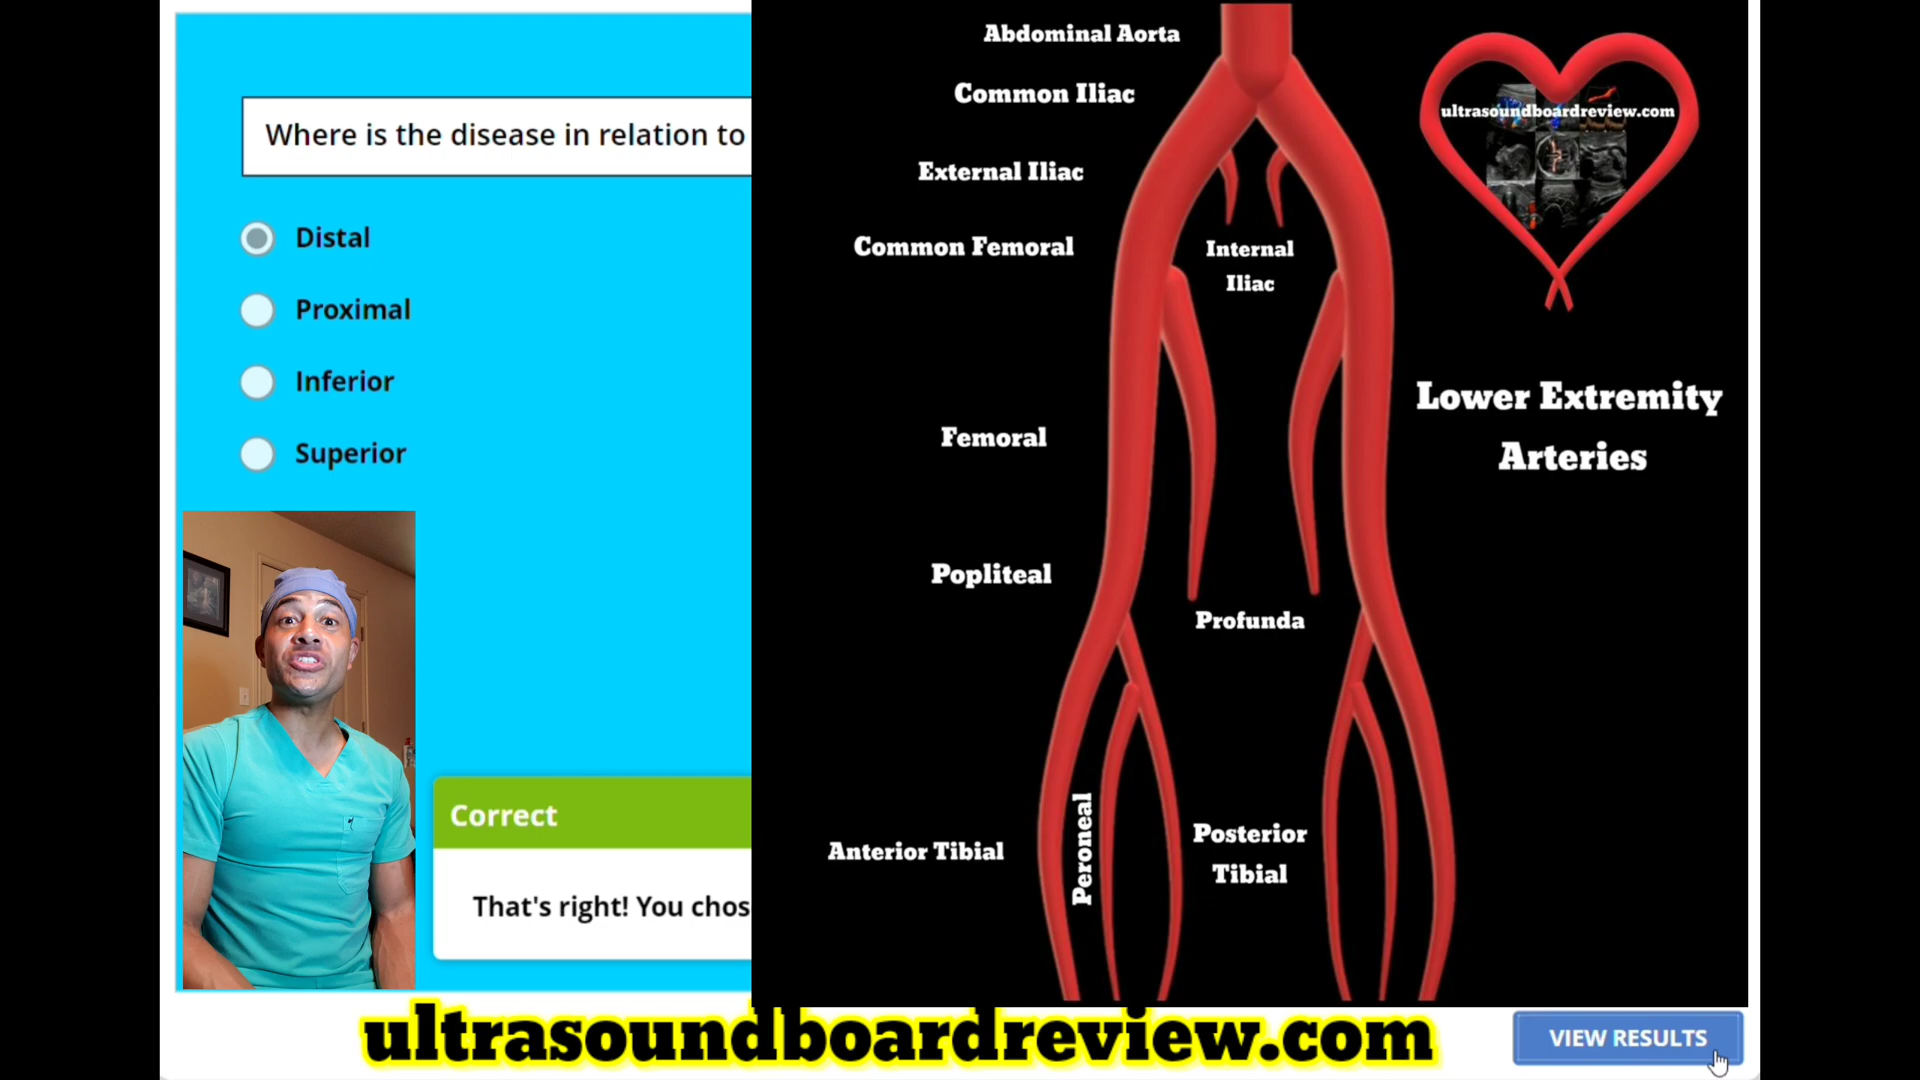 Where is the disease in relation to
Distal
Proximal
Inferior
Superior
Correct
That's right! You chos
Abdominal Aorta
Common Iliac
External Iliac
Common Femoral
Internal
Iliac
Femoral
Popliteal
Profunda
Anterior Tibial
Peroneal
Posterior
Tibial
ultrasoundboardreview.com
Lower Extremity
Arteries
ultrasoundboardreview.com
VIEW RESULTS